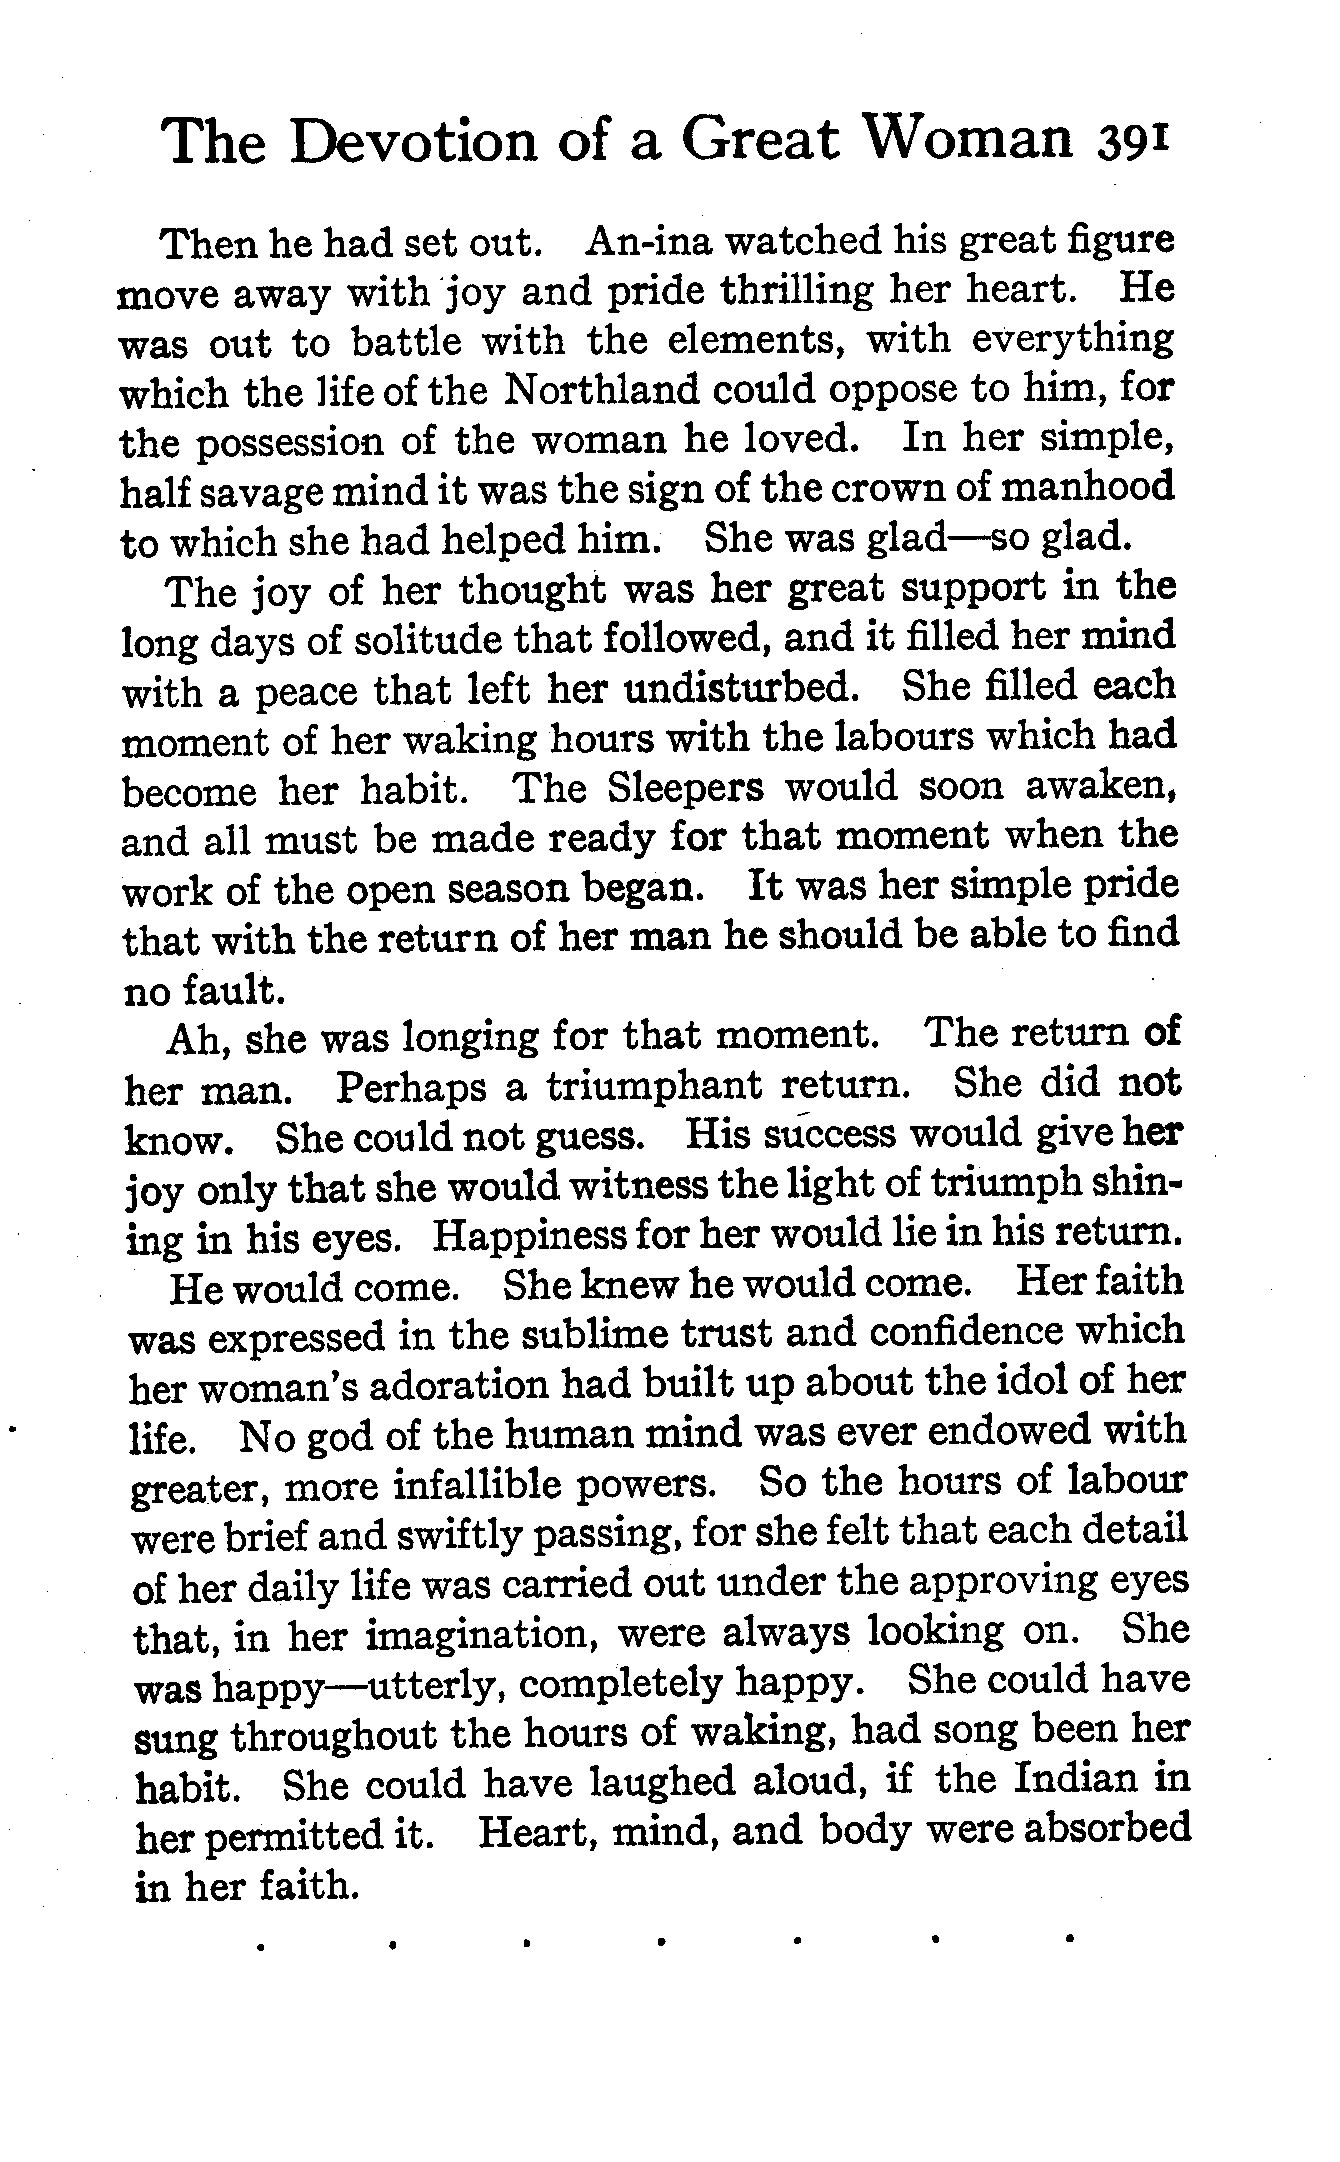 The Devotion of a Great Woman 391
Then he had set out. An-ina watched his great figure
move away with joy and pride thrilling her heart. He
was out to battle with the elements, with everything
which the life of the Northland could oppose to him, for
the possession of the woman he loved. In her simple,
half savage mind it was the sign of the crown of manhood
to which she had helped him. She was glad—so glad.
The joy of her thought was her great support in the
long days of solitude that followed, and it filled her mind
with a peace that left her undisturbed. She filled each
moment of her waking hours with the labours which had
become her habit. The Sleepers would soon awaken,
and all must be made ready for that moment when the
work of the open season began. It was her simple pride
that with the return of her man he should be able to find
no fault.
Ah, she was longing for that moment. The return of
her man. Perhaps a triumphant return. She did not
know. She could not guess. His success would give her
joy only that she would witness the light of triumph shin-
ing in his eyes. Happiness for her would lie in his return.
He would come. She knew he would come. Her faith
was expressed in the sublime trust and confidence which
her woman's adoration had built up about the idol of her
life. No god of the human mind was ever endowed with
greater, more infallible powers. So the hours of labour
were brief and swiftly passing, for she felt that each detail
of her daily life was carried out under the approving eyes
that, in her imagination, were always looking on. She
was happy—utterly, completely happy. She could have
sung throughout the hours of waking, had song been her
habit. She could have laughed aloud, if the Indian in
her permitted it. Heart, mind, and body were absorbed
in her faith.
. . . . . . .